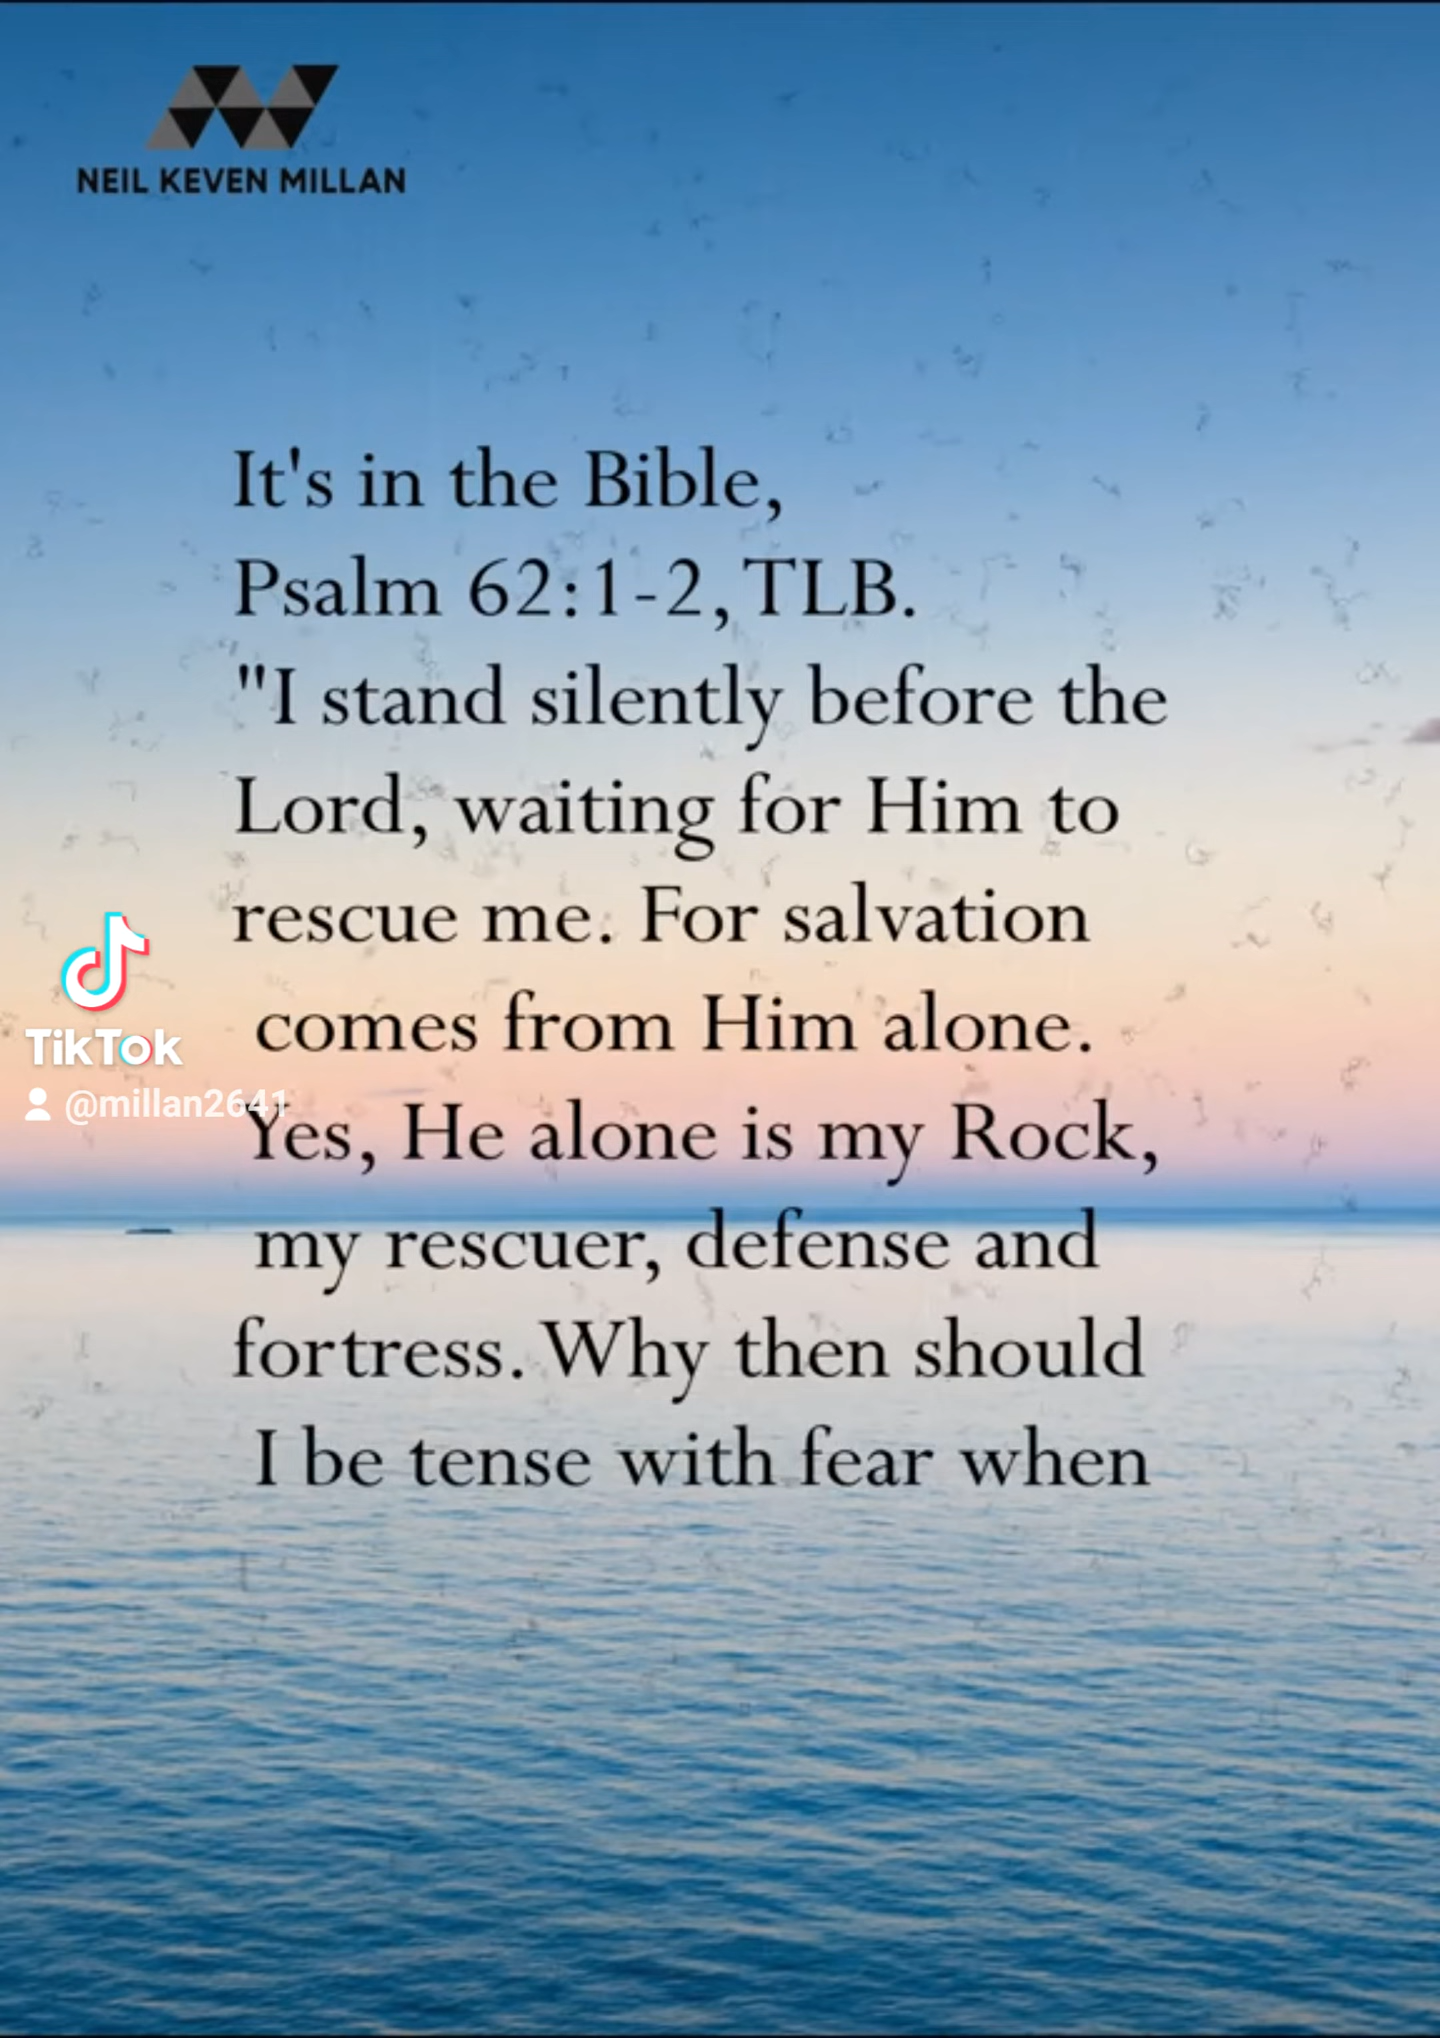 NEIL KEVEN MILLAN
It's in the Bible,
Psalm 62:1-2, TLB.
"I stand silently before the
Lord, waiting for Him to
rescue me. For salvation
comes from Him alone.
Yes, He alone is my Rock,
my rescuer, defense and
fortress. Why then should
I be tense with fear when
TikTok
@millan2641